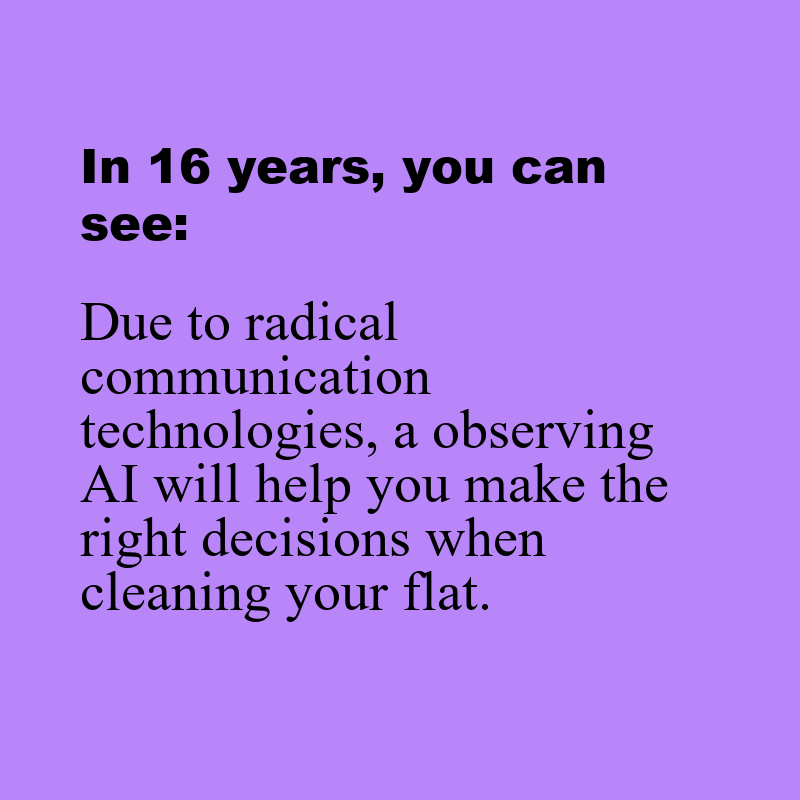 In 16 years, you can
see:
Due to radical
communication
technologies, a observing
AI will help you make the
right decisions when
cleaning your flat.